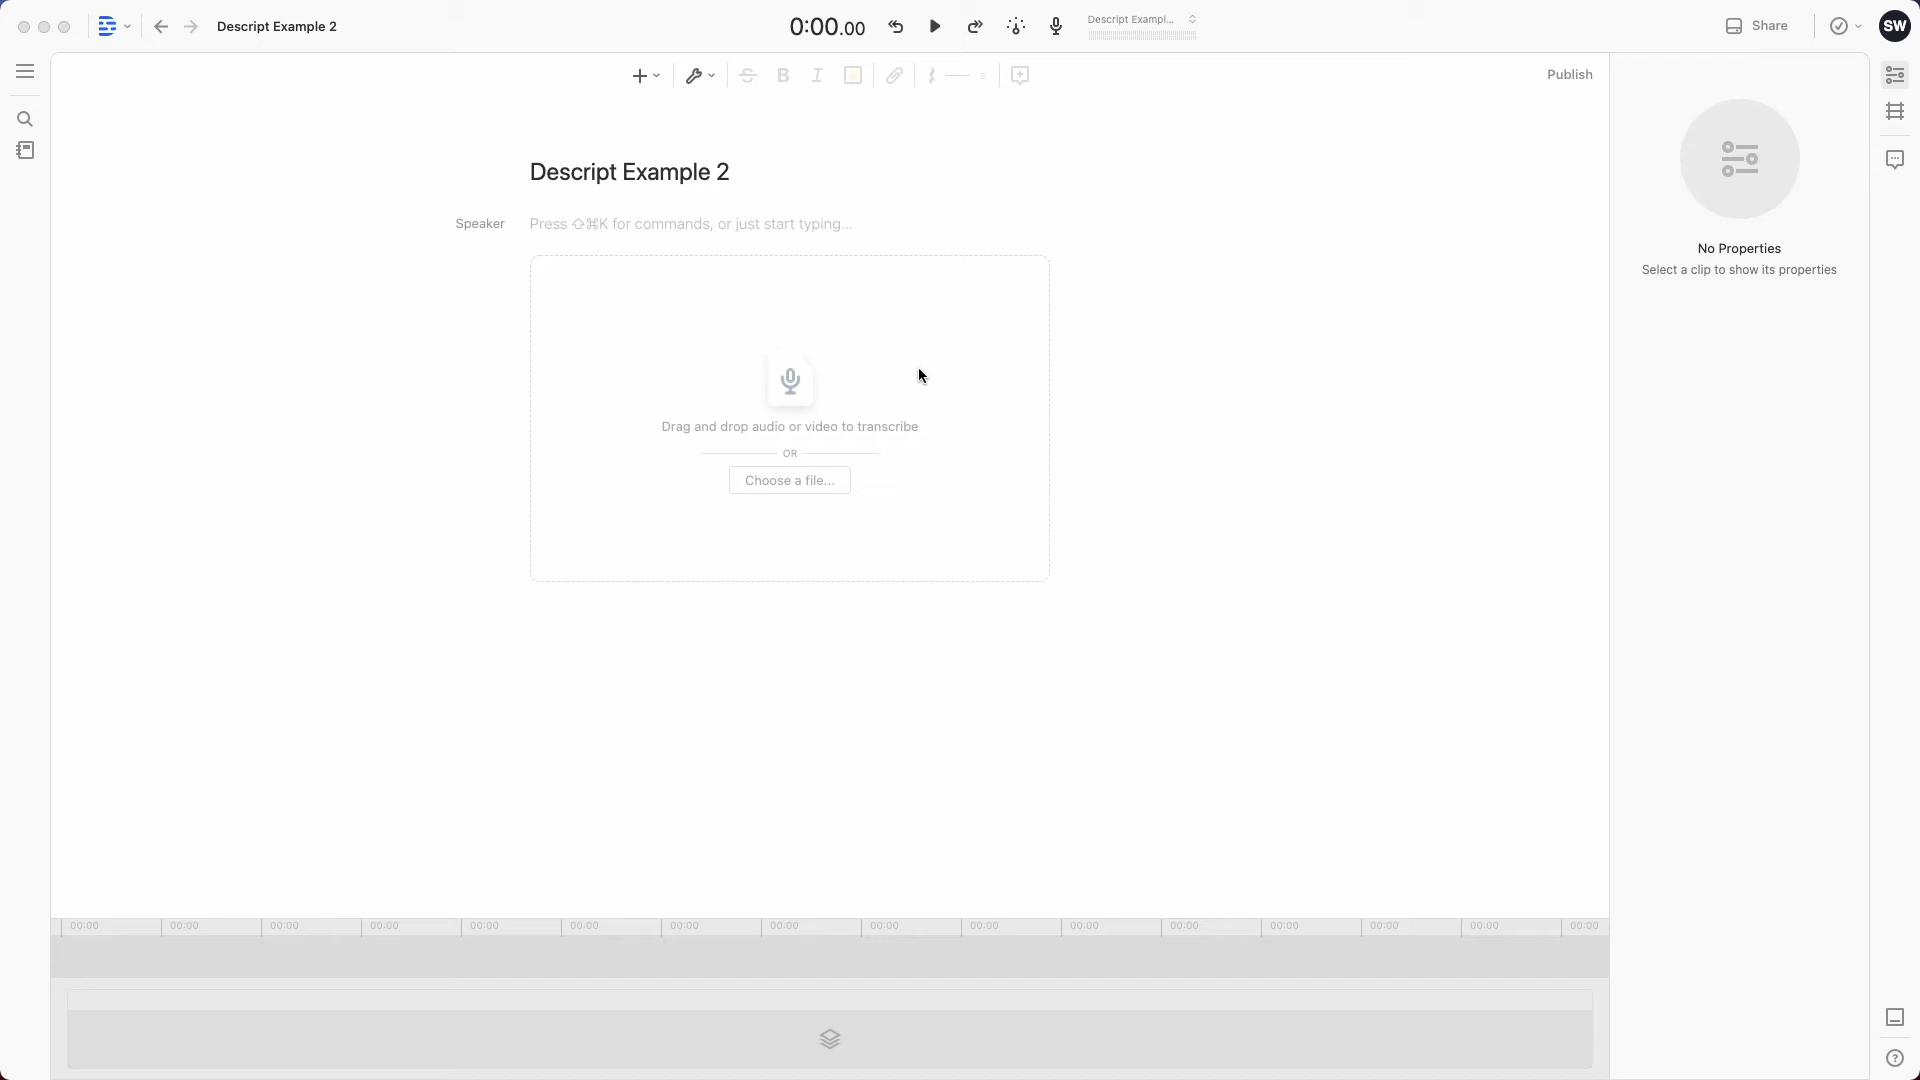 Descript Example 2
0:00.00
Descript Exampl...
Share
SW
S
B
I
s
Publish
Descript Example 2
Speaker
Press ⇧⌘K for commands, or just start typing...
Drag and drop audio or video to transcribe
OR
Choose a file...
No Properties
Select a clip to show its properties
00:00 00:00 00:00 00:00 00:00 00:00 00:00 00:00 00:00 00:00 00:00 00:00 00:00 00:00 00:00 00:00
?